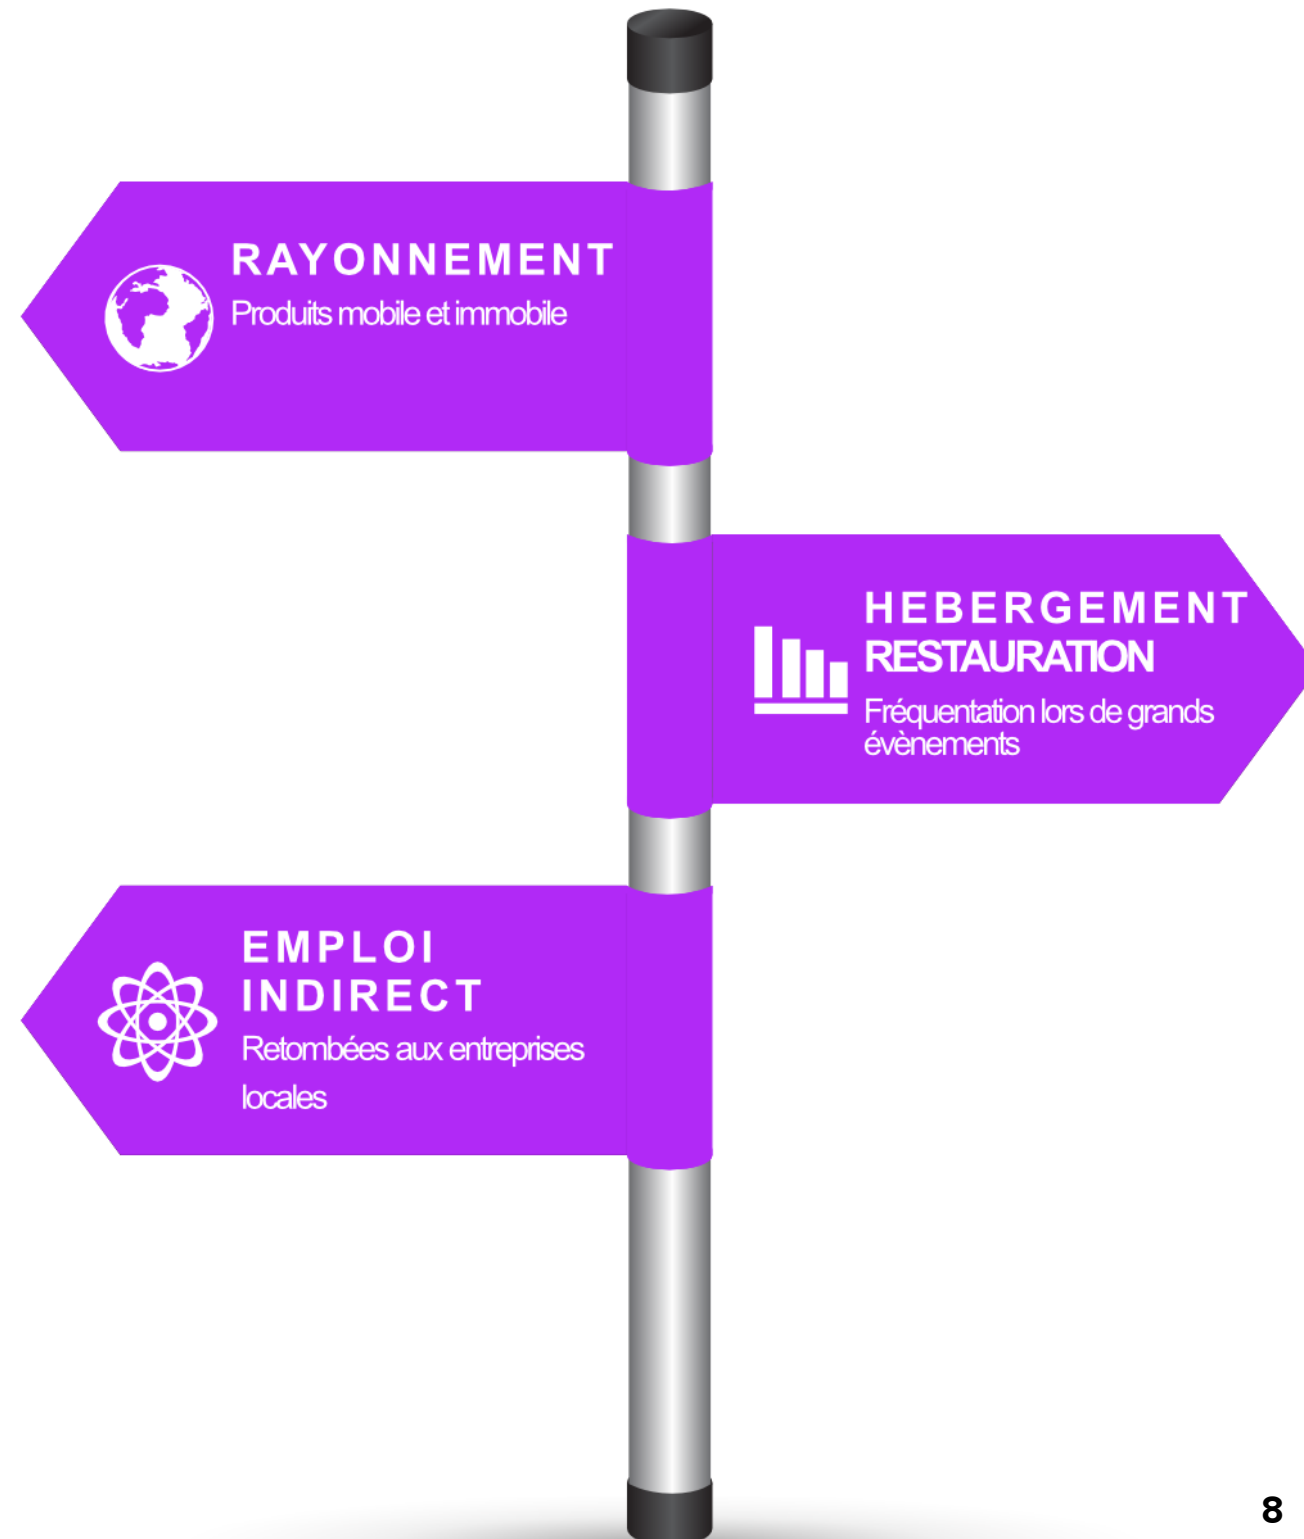 RAYONNEMENT
Produits mobile et immobile
HEBERGEMENT
RESTAURATION
Fréquentation lors de grands
évènements
EMPLOI
INDIRECT
Retombées aux entreprises
locales
8